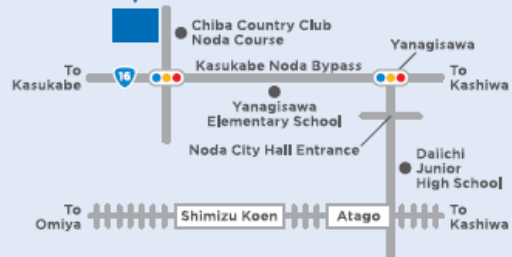 Chiba Country Club
Noda Course
Yanagisawa
To
Kasukabe
16
Kasukabe Noda Bypass
To
Kashiwa
Yanagisawa
Elementary School
Noda City Hall Entrance
Daiichi
Junior
High School
To
Omiya
Shimizu Koen
Atago
To
Kashiwa